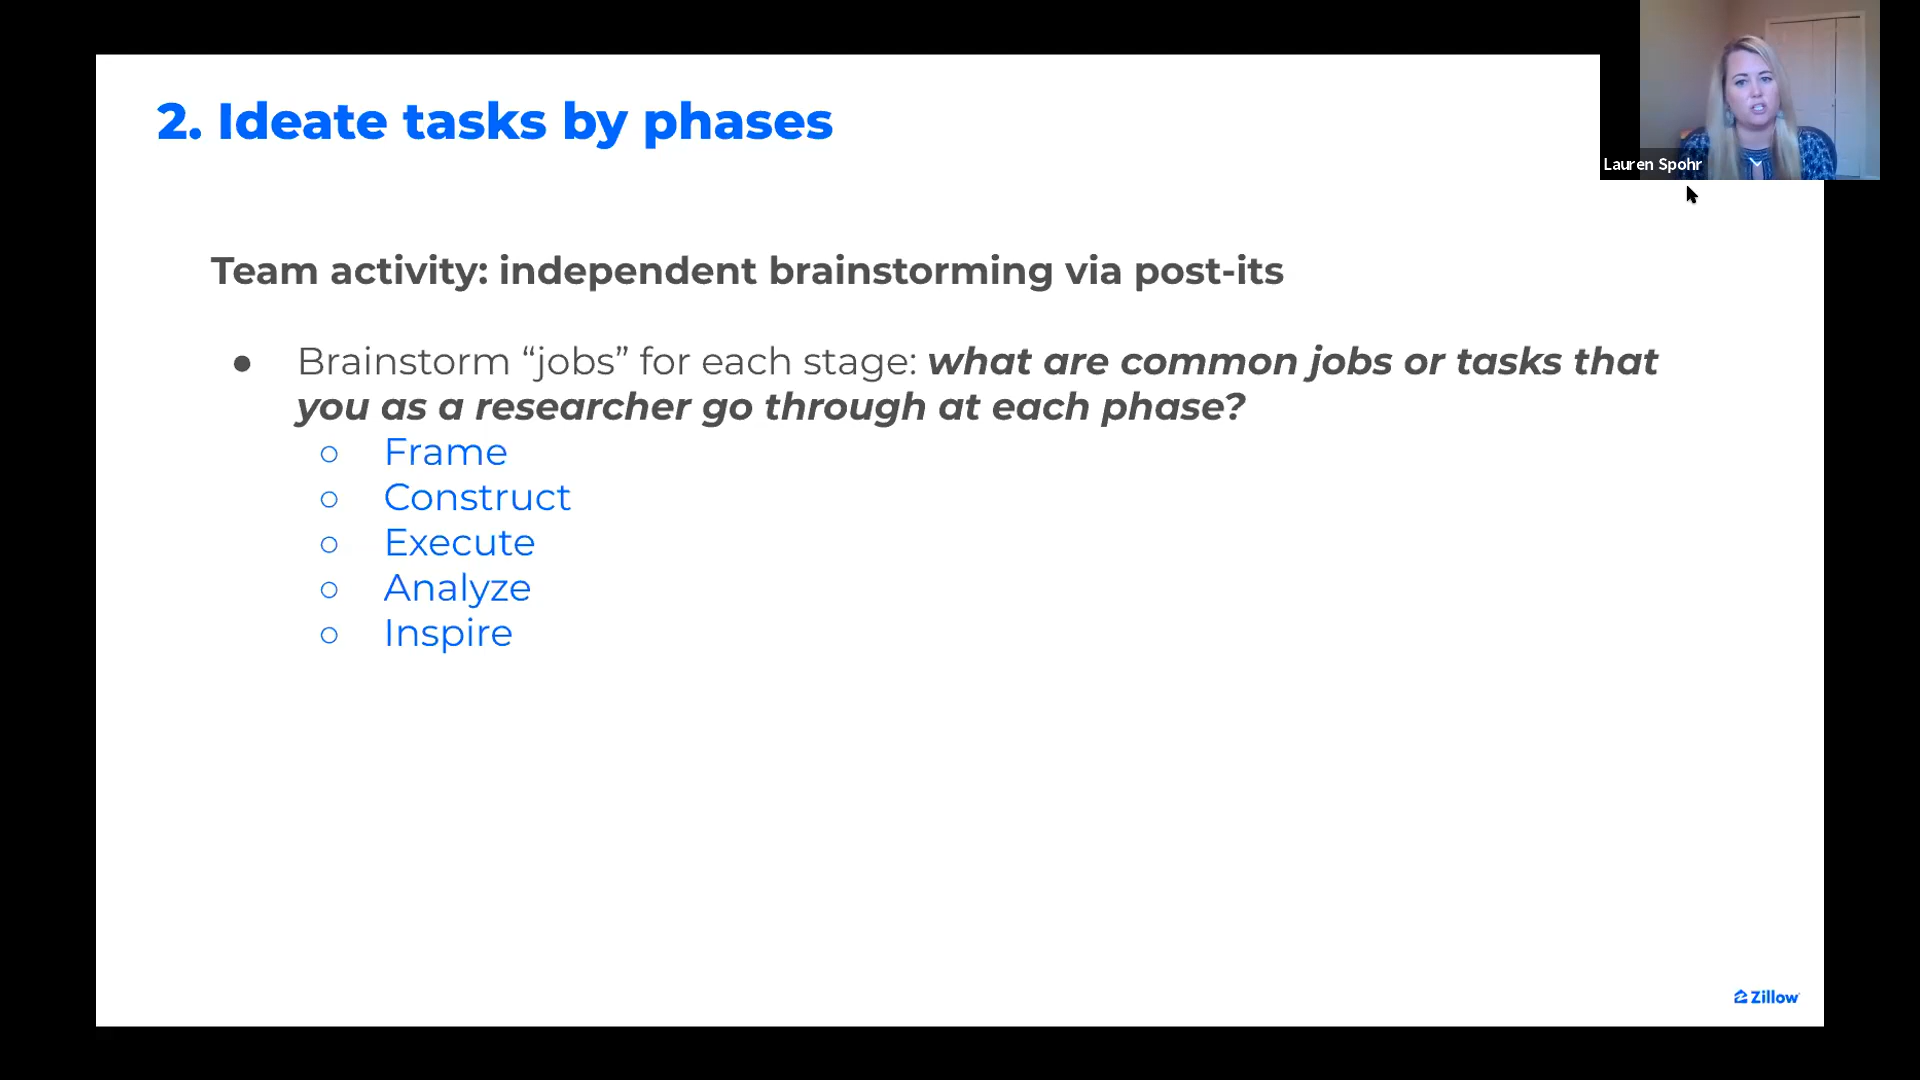 2. Ideate tasks by phases
Lauren Spohr
Team activity: independent brainstorming via post-its
● Brainstorm “jobs” for each stage: what are common jobs or tasks that
you as a researcher go through at each phase?
○ Frame
○ Construct
○ Execute
○ Analyze
○ Inspire
Zillow